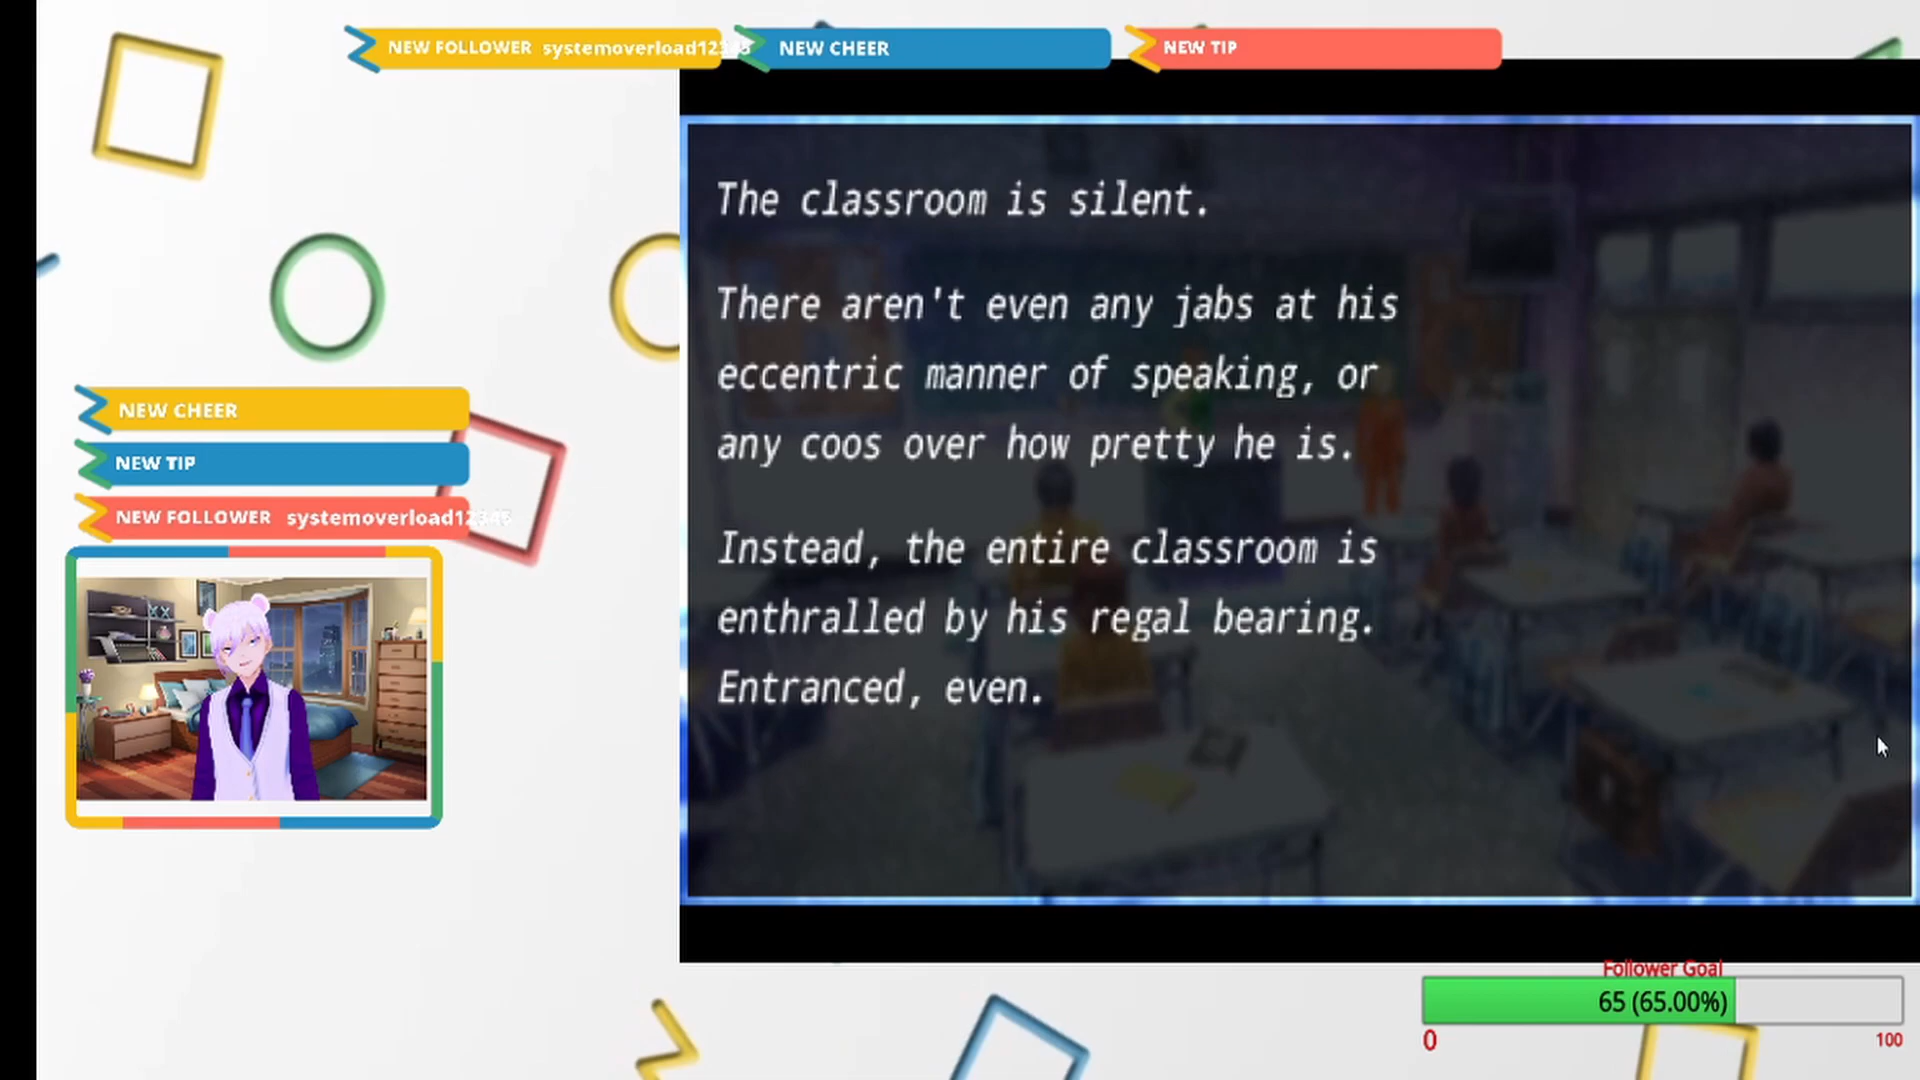 NEW FOLLOWER systemoverload12345
NEW CHEER
NEW TIP
The classroom is silent.
There aren't even any jabs at his
eccentric manner of speaking, or
any coos over how pretty he is.
Instead, the entire classroom is
enthralled by his regal bearing.
Entranced, even.
NEW CHEER
NEW TIP
NEW FOLLOWER systemoverload12345
Follower Goal
65 (65.00%)
0
100